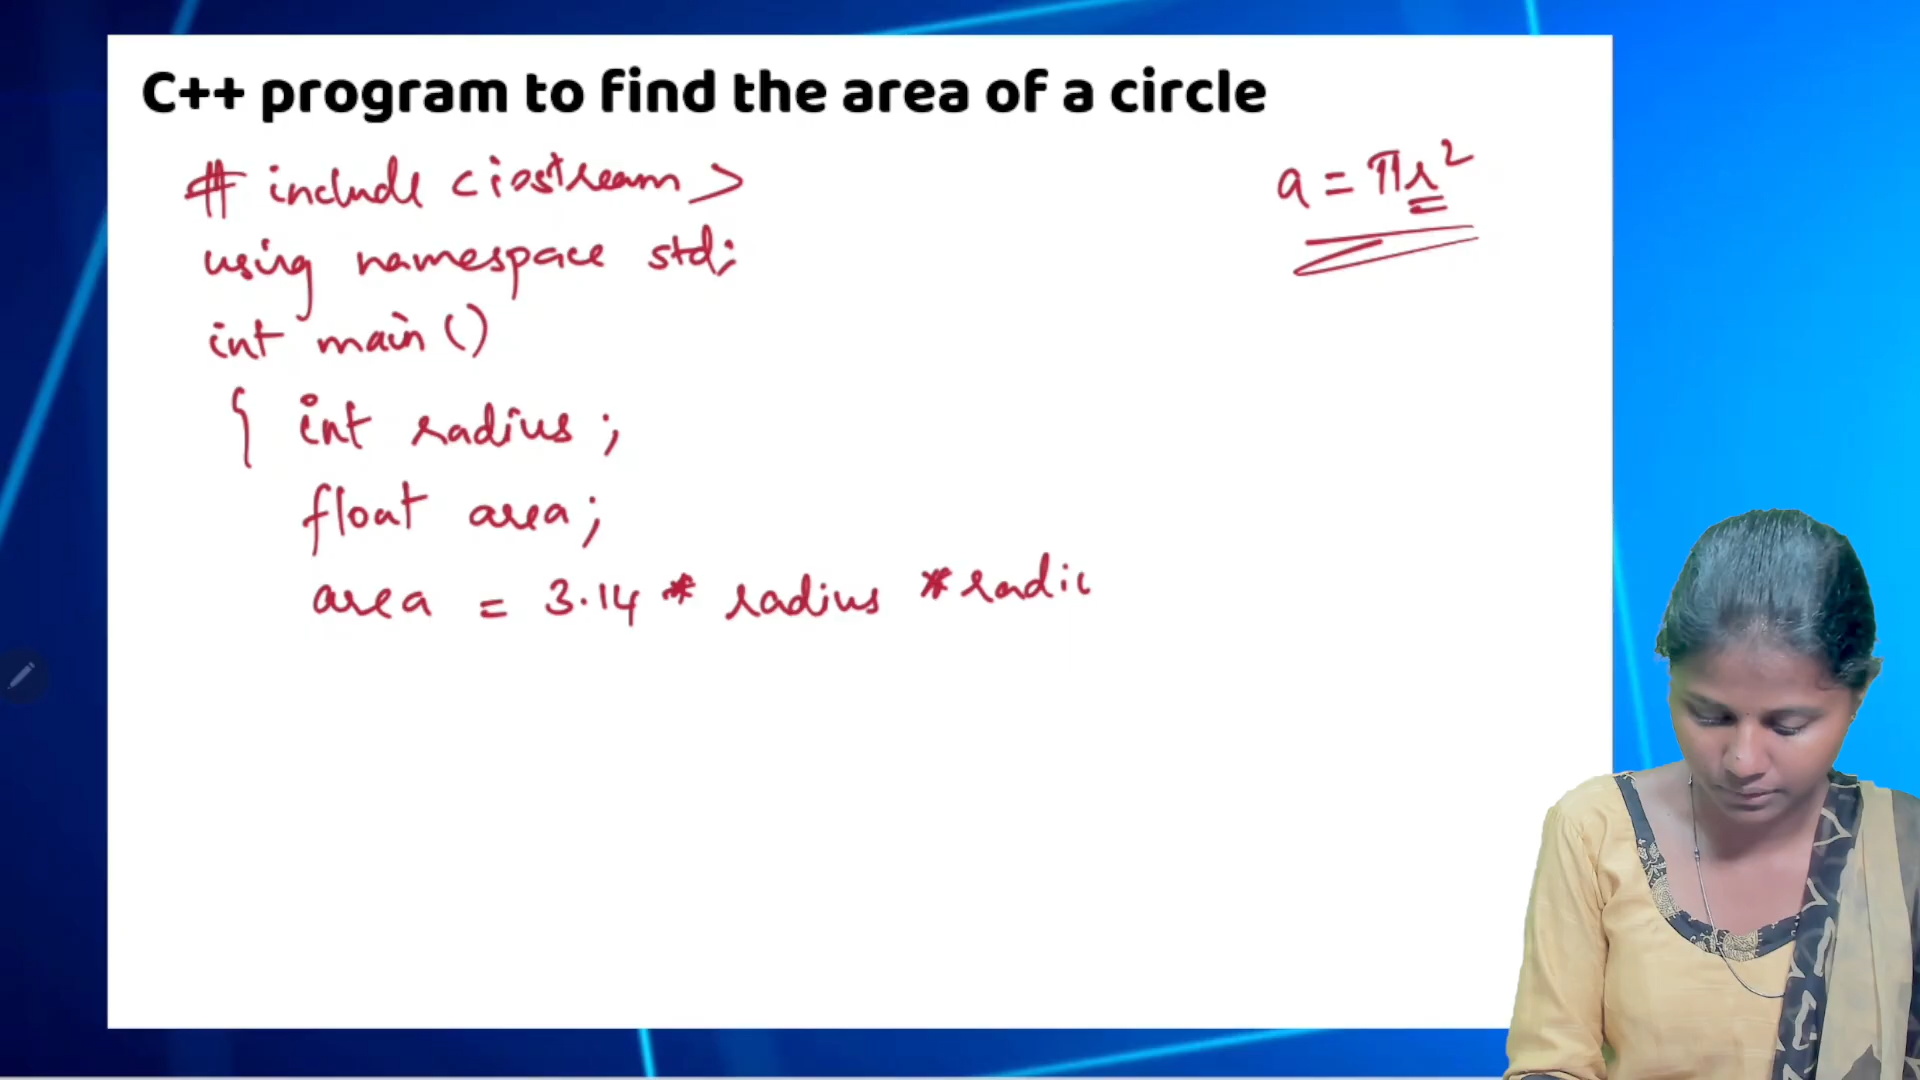 C++ program to find the area of a circle
# include <iostream>
a = πr²
using namespace std;
int main ()
{ int radius ;
float area ;
area = 3.14 * radius * radi